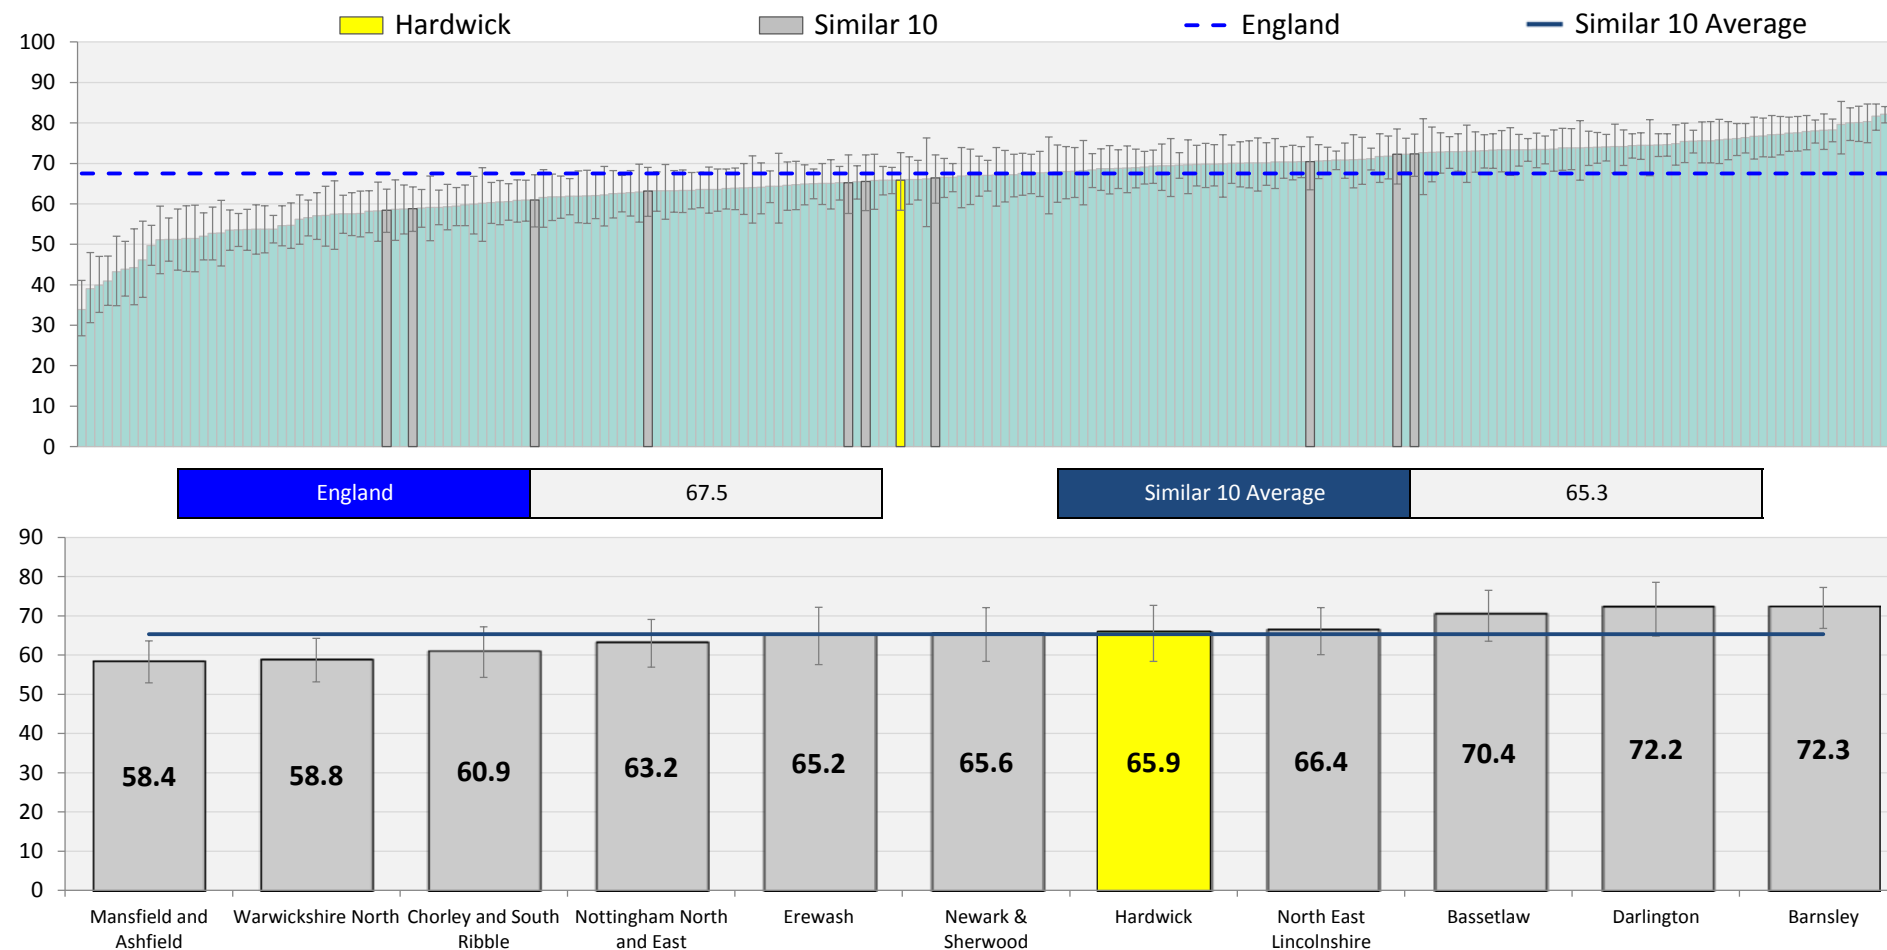 Hardwick
Similar 10
England
Similar 10 Average
100
90
80
70
60
50
40
30
20
10
0
England
67.5
Similar 10 Average
65.3
90
80
70
60
50
40
30
20
10
0
58.4
58.8
60.9
63.2
65.2
65.6
65.9
66.4
70.4
72.2
72.3
Mansfield and
Ashfield
Warwickshire North
Chorley and South
Ribble
Nottingham North
and East
Erewash
Newark &
Sherwood
Hardwick
North East
Lincolnshire
Bassetlaw
Darlington
Barnsley